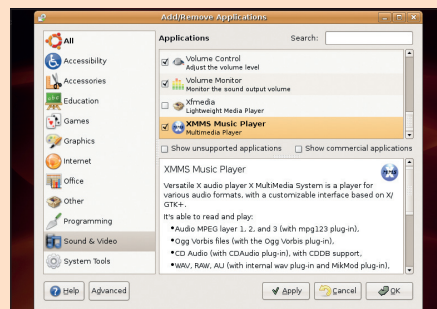 Add/Remove Applications
All
Accessibility
Accessories
Education
Games
Graphics
Internet
Office
Other
Programming
Sound & Video
System Tools
Applications
Search:
Volume Control
Adjust the volume level
Volume Monitor
Monitor the sound output volume
Xfmedia
Lightweight Media Player
XMMS Music Player
Multimedia Player
Show unsupported applications
Show commercial applications
XMMS Music Player
Versatile X audio player X MultiMedia System is a player for
various audio formats, with a customizable interface based on X/
GTK+.
It's able to read and play:
•Audio MPEG layer 1, 2, and 3 (with mpg123 plug-in),
•Ogg Vorbis files (with the Ogg Vorbis plug-in),
•CD Audio (with CDAudio plug-in), with CDDB support,
•WAV, RAW, AU (with internal wav plug-in and MikMod plug-in),
Help
Advanced
Apply
Cancel
OK